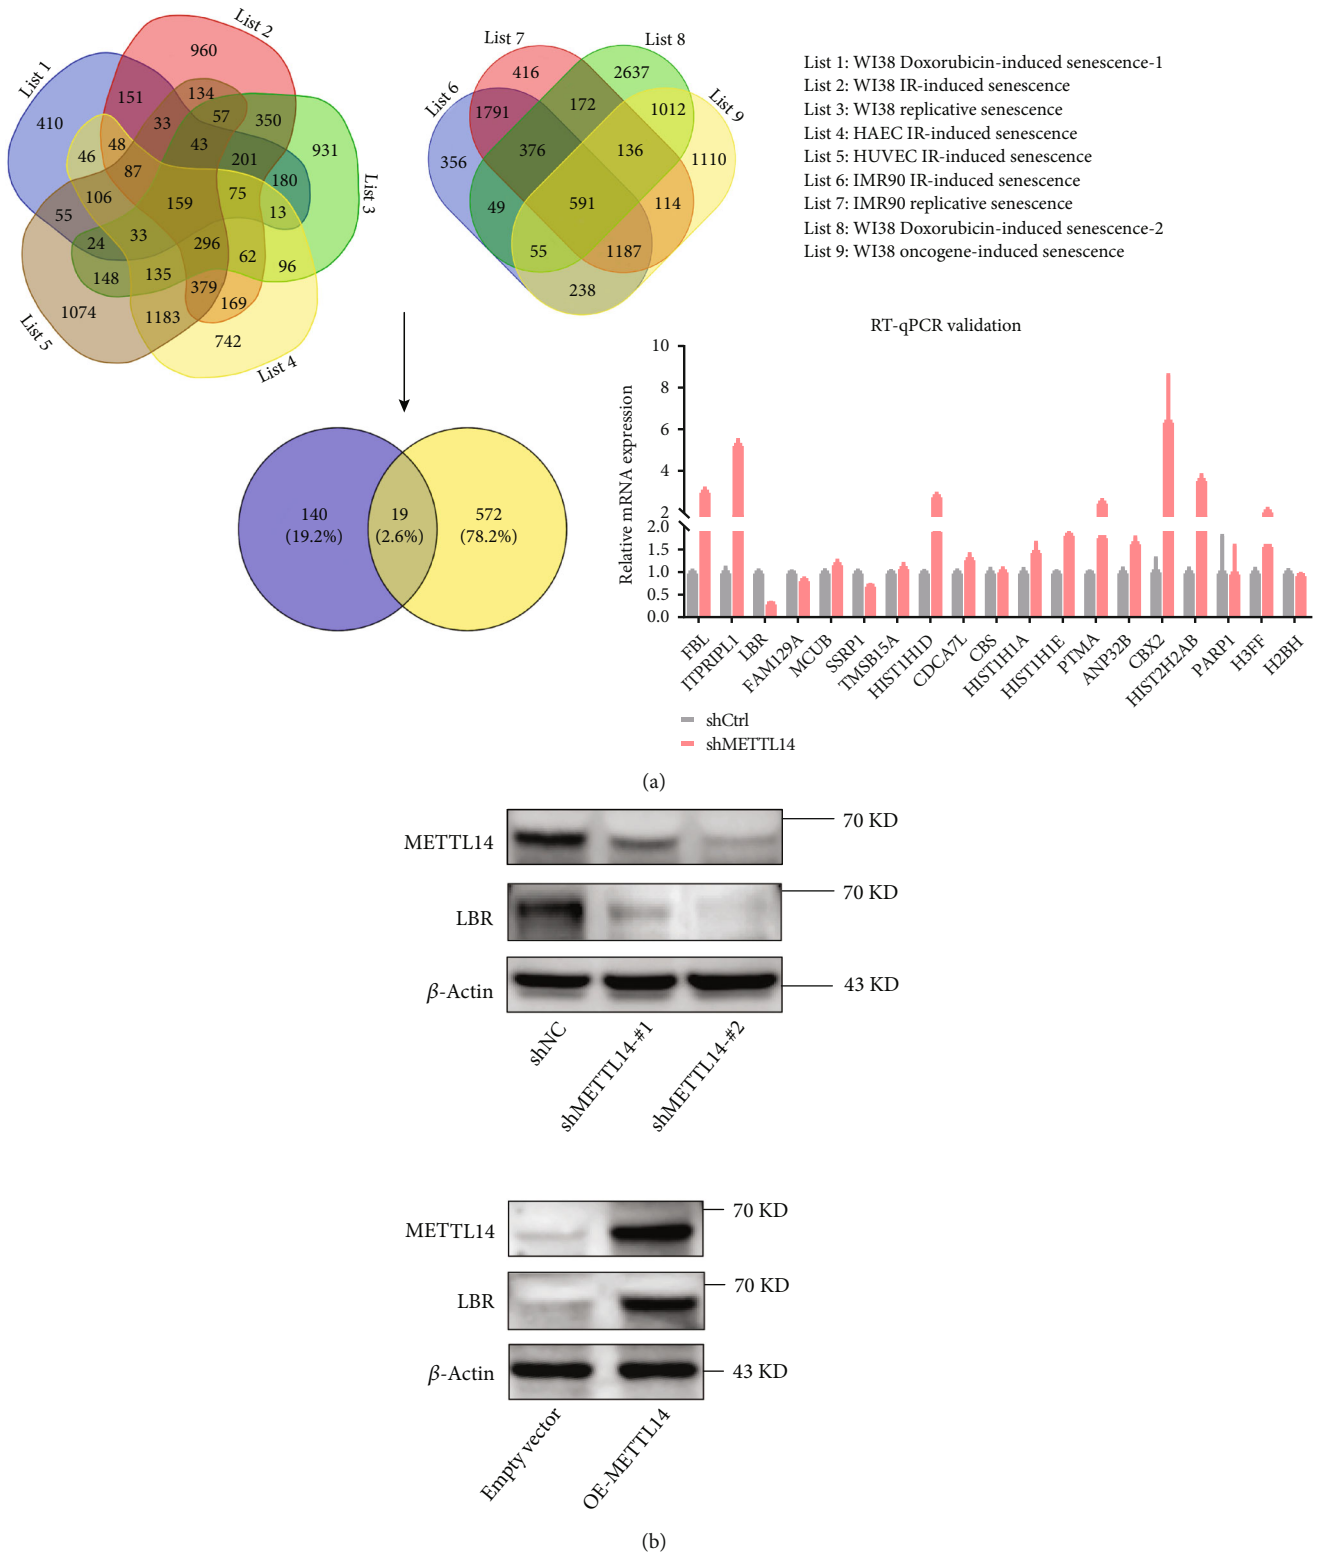 List 1
List 2
List 3
List 4
List 5
960
151
134
33
57
350
410
43
931
46
48
201
87
180
106
159
75
13
55
33
24
296
62
96
148
135
379
169
1074
1183
742
List 6
List 7
List 8
List 9
416
2637
1791
172
1012
356
376
136
1110
49
591
114
55
1187
238
List 1: WI38 Doxorubicin-induced senescence-1
List 2: WI38 IR-induced senescence
List 3: WI38 replicative senescence
List 4: HAEC IR-induced senescence
List 5: HUVEC IR-induced senescence
List 6: IMR90 IR-induced senescence
List 7: IMR90 replicative senescence
List 8: WI38 Doxorubicin-induced senescence-2
List 9: WI38 oncogene-induced senescence
140
(19.2%)
19
(2.6%)
572
(78.2%)
RT-qPCR validation
Relative mRNA expression
10
8
6
4
2
2.0
1.5
1.0
0.5
0.0
FBL
ITPRIPL1
LBR
FAM129A
MCUB
SSRP1
TMSB15A
HIST1H1D
CDCA7L
CBS
HIST1H1A
HIST1H1E
PTMA
ANP32B
CBX2
HIST2H2AB
PARP1
H3FF
H2BH
shCtrl
shMETTL14
(a)
METTL14
70 KD
LBR
70 KD
β-Actin
43 KD
shNC
shMETTL14-#1
shMETTL14-#2
METTL14
70 KD
LBR
70 KD
β-Actin
43 KD
Empty vector
OE-METTL14
(b)